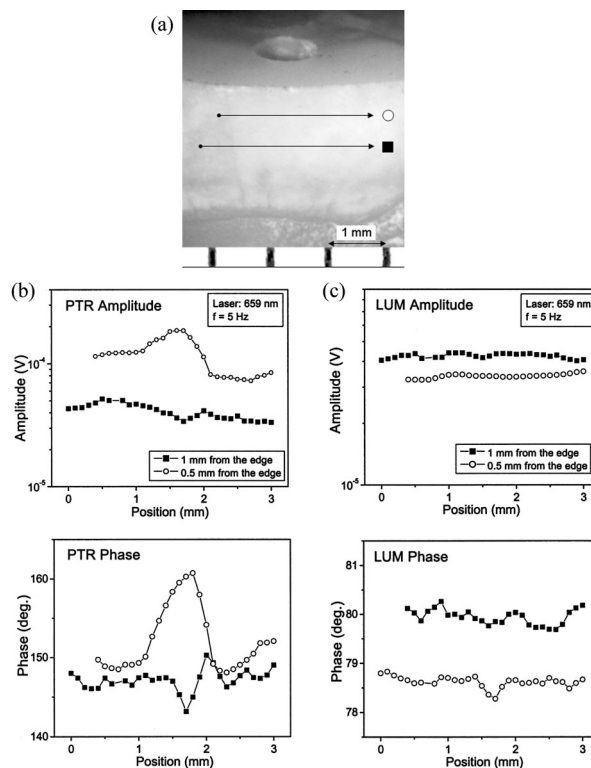 (a)
1 mm
(b)
PTR Amplitude
Laser: 659 nm
f = 5 Hz
Amplitude (V)
10⁻⁴
10⁻⁵
1 mm from the edge
0.5 mm from the edge
0 1 2 3
Position (mm)
PTR Phase
Phase (deg.)
160
150
140
0 1 2 3
Position (mm)
(c)
LUM Amplitude
Laser: 659 nm
f = 5 Hz
Amplitude (V)
10⁻⁵
1 mm from the edge
0.5 mm from the edge
0 1 2 3
Position (mm)
LUM Phase
Phase (deg.)
81
80
79
78
0 1 2 3
Position (mm)